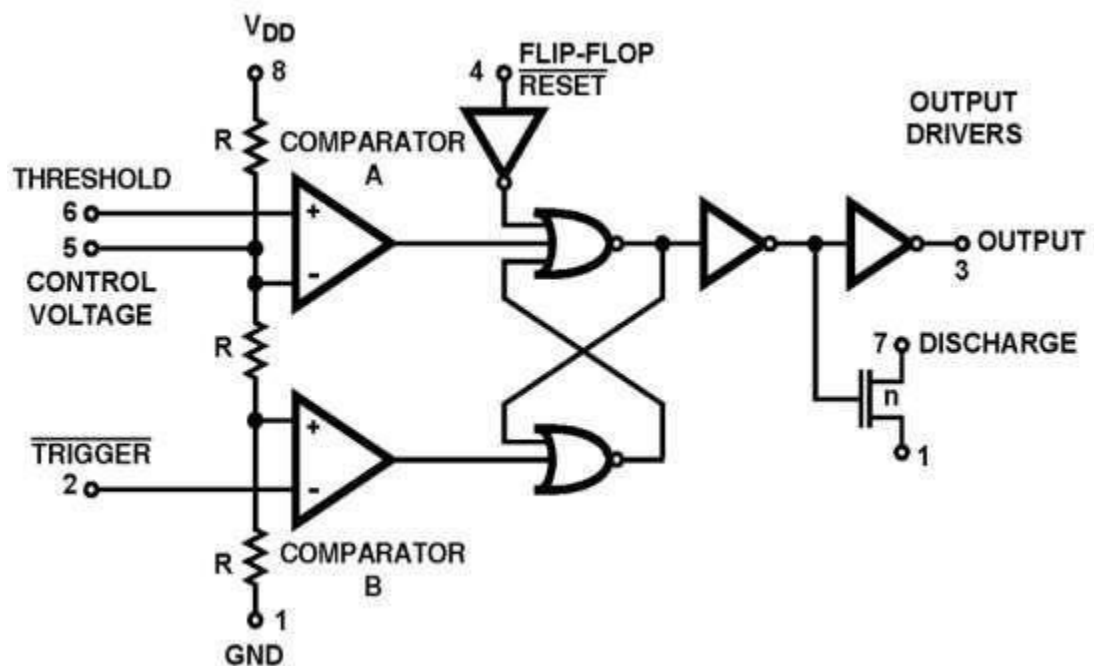 VDD
8
4
FLIP-FLOP
RESET
OUTPUT
DRIVERS
R
COMPARATOR
A
THRESHOLD
6
+
5
-
CONTROL
VOLTAGE
OUTPUT
3
R
7 DISCHARGE
n
1
+
TRIGGER
2
-
R
COMPARATOR
B
1
GND